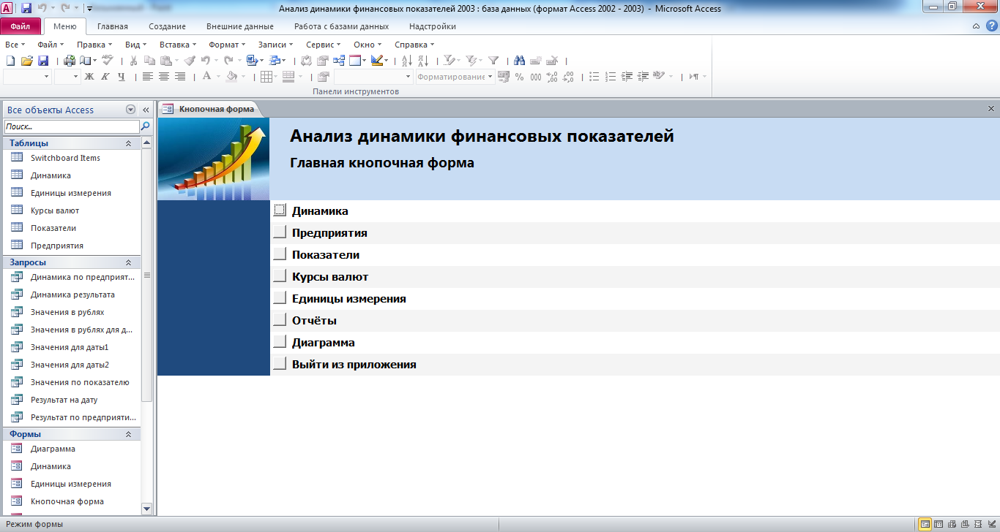 Анализ динамики финансовых показателей 2003 : база данных (формат Access 2002 - 2003) - Microsoft Access
Файл Меню Главная Создание Внешние данные Работа с базами данных Надстройки
Все Файл Правка Вид Вставка Формат Записи Сервис Окно Справка
Ж К Ч А Форматирование % 000
Панели инструментов
Все объекты Access
Поиск...
Таблицы
Switchboard Items
Динамика
Единицы измерения
Курсы валют
Показатели
Предприятия
Запросы
Динамика по предприят...
Динамика результата
Значения в рублях
Значения в рублях для д...
Значения для даты1
Значения для даты2
Значения по показателю
Результат на дату
Результат по предприяти...
Формы
Диаграмма
Динамика
Единицы измерения
Кнопочная форма
Кнопочная форма
Анализ динамики финансовых показателей
Главная кнопочная форма
Динамика
Предприятия
Показатели
Курсы валют
Единицы измерения
Отчёты
Диаграмма
Выйти из приложения
Режим формы